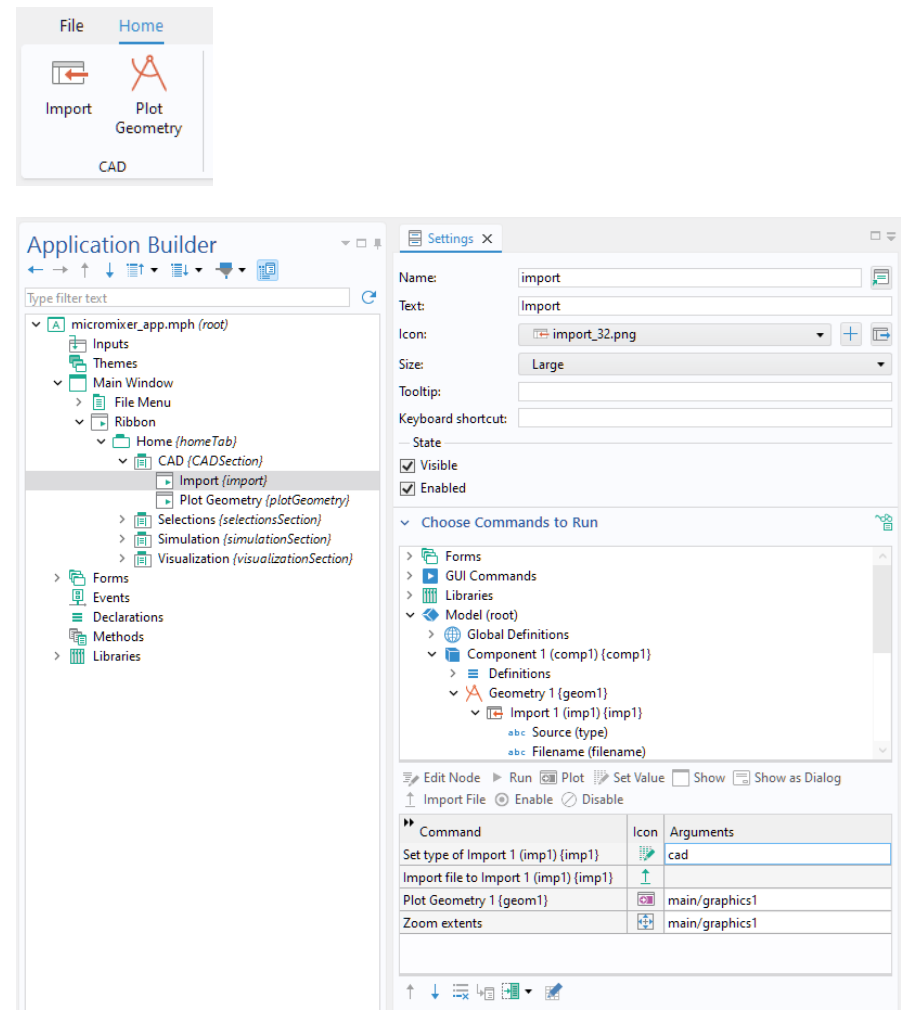 File Home
Import Plot
Geometry
CAD
Application Builder
Type filter text
micromixer_app.mph (root)
Inputs
Themes
Main Window
File Menu
Ribbon
Home {homeTab}
CAD {CADSection}
Import {import}
Plot Geometry {plotGeometry}
Selections {selectionsSection}
Simulation {simulationSection}
Visualization {visualizationSection}
Forms
Events
Declarations
Methods
Libraries
Settings
Name: import
Text: Import
Icon: import_32.png
Size: Large
Tooltip:
Keyboard shortcut:
State
Visible
Enabled
Choose Commands to Run
Forms
GUI Commands
Libraries
Model (root)
Global Definitions
Component 1 (comp1) {comp1}
Definitions
Geometry 1 {geom1}
Import 1 (imp1) {imp1}
abc Source (type)
abc Filename (filename)
Edit Node Run Plot Set Value Show Show as Dialog
Import File Enable Disable
Command Icon Arguments
Set type of Import 1 (imp1) {imp1} cad
Import file to Import 1 (imp1) {imp1}
Plot Geometry 1 {geom1} main/graphics1
Zoom extents main/graphics1